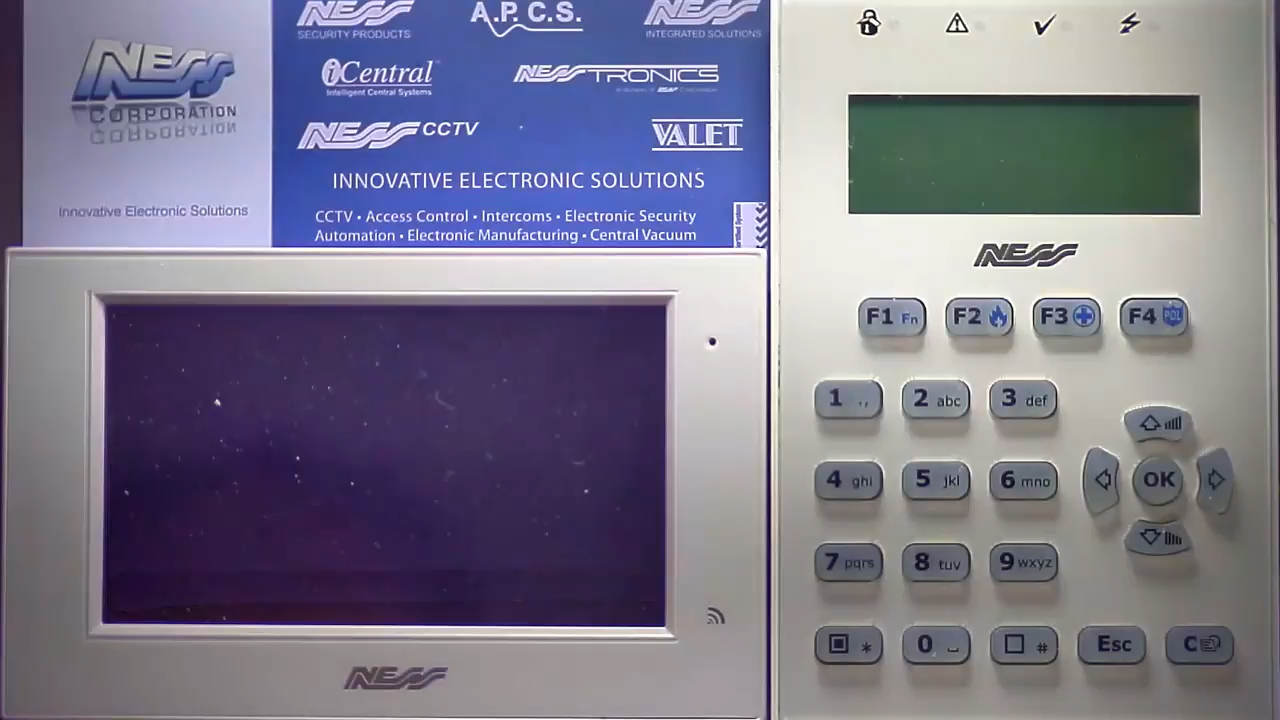 NESS
CORPORATION
Innovative Electronic Solutions
NESS
SECURITY PRODUCTS
A.P.C.S.
NESS
INTEGRATED SOLUTIONS
iCentral
Intelligent Central Systems
NESSTRONICS
NESS CCTV
VALET
INNOVATIVE ELECTRONIC SOLUTIONS
CCTV • Access Control • Intercoms • Electronic Security
Automation • Electronic Manufacturing • Central Vacuum
NESS
NESS
F1 Fn
F2
F3
F4 POL
1 .,
2 abc
3 def
4 ghi
5 jkl
6 mno
OK
7 pqrs
8 tuv
9 wxyz
*
0
#
Esc
C